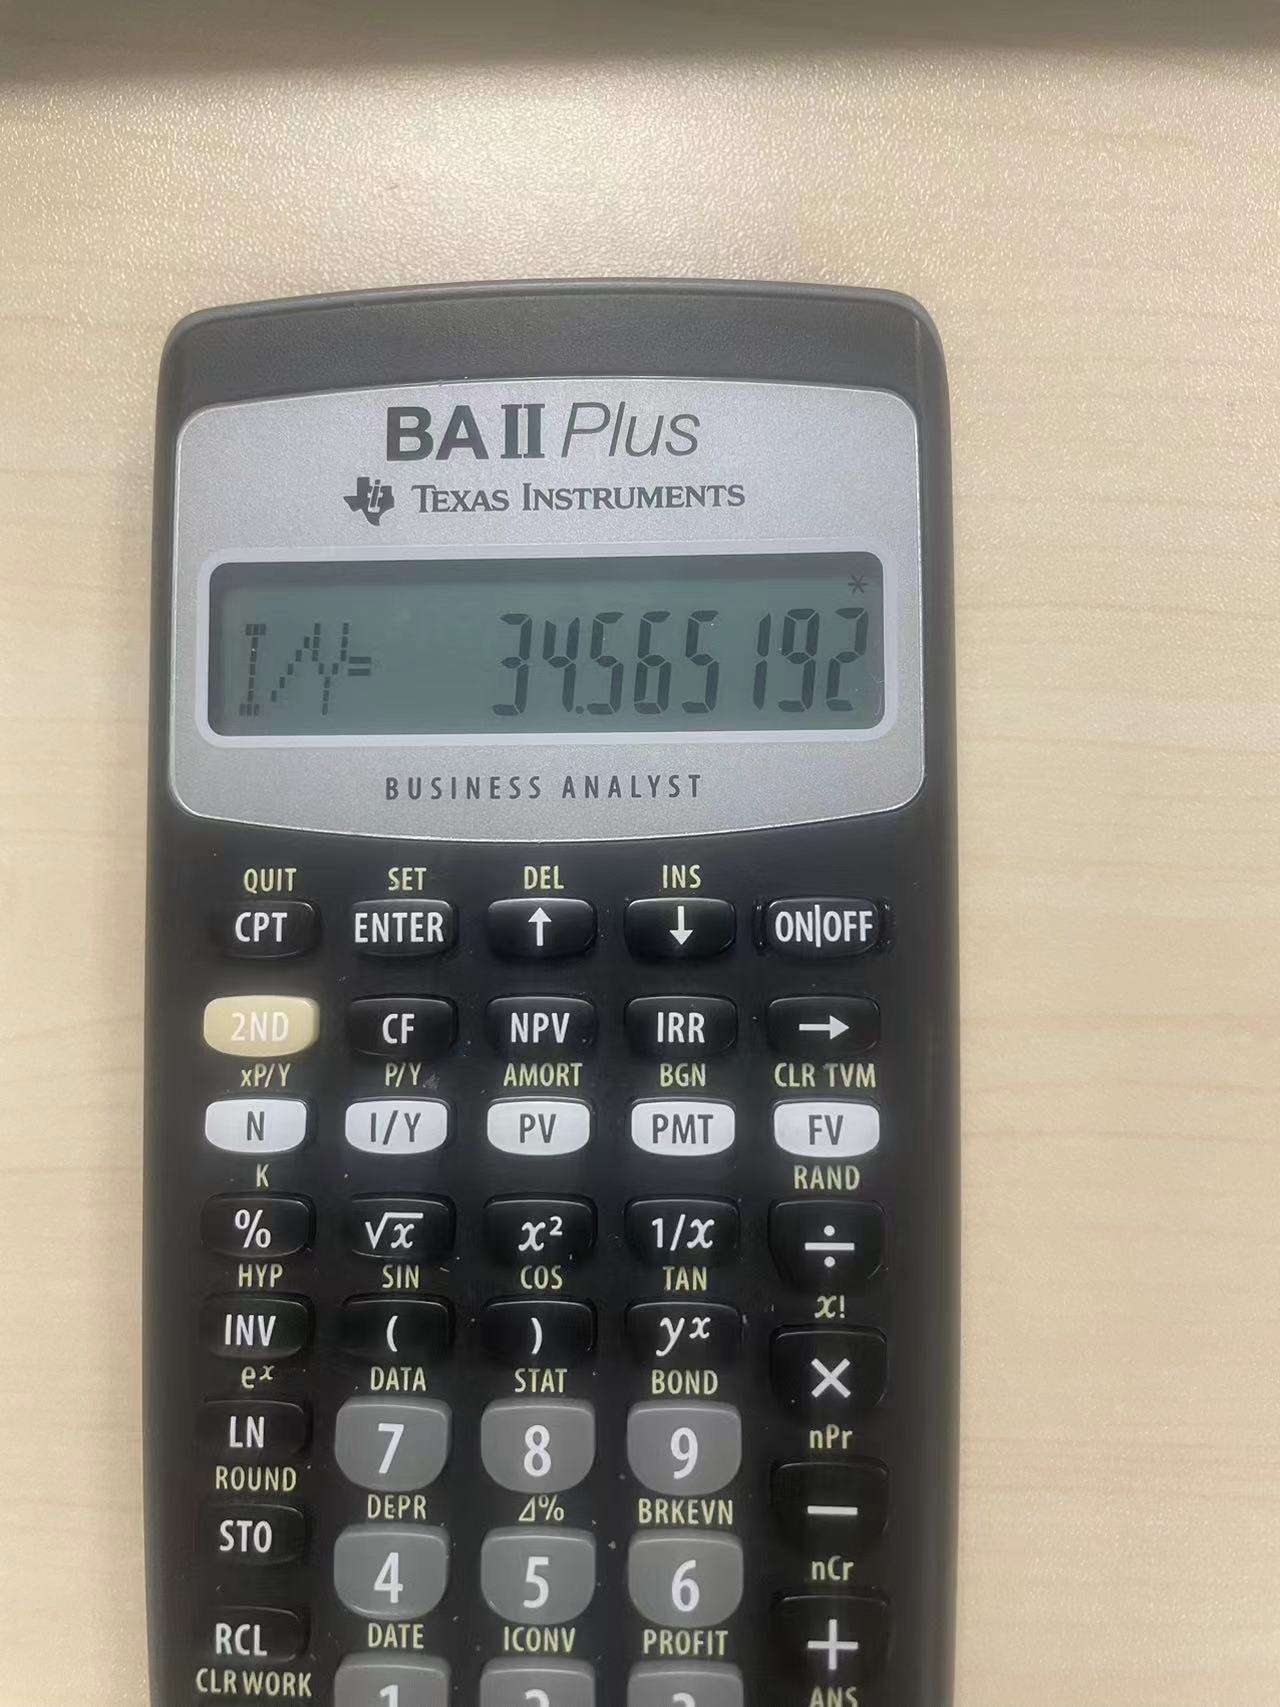 BA II Plus
TEXAS INSTRUMENTS
*
I/Y= 34.565192
BUSINESS ANALYST
QUIT SET DEL INS
CPT ENTER ↑ ↓ ON|OFF
2ND CF NPV IRR →
xP/Y P/Y AMORT BGN CLR TVM
N I/Y PV PMT FV
K RAND
% √x x² 1/x ÷
HYP SIN COS TAN x!
INV ( ) yˣ ×
eˣ DATA STAT BOND nPr
LN 7 8 9 −
ROUND DEPR Δ% BRKEVN nCr
STO 4 5 6 +
RCL DATE ICONV PROFIT ANS
CLR WORK 1 2 3